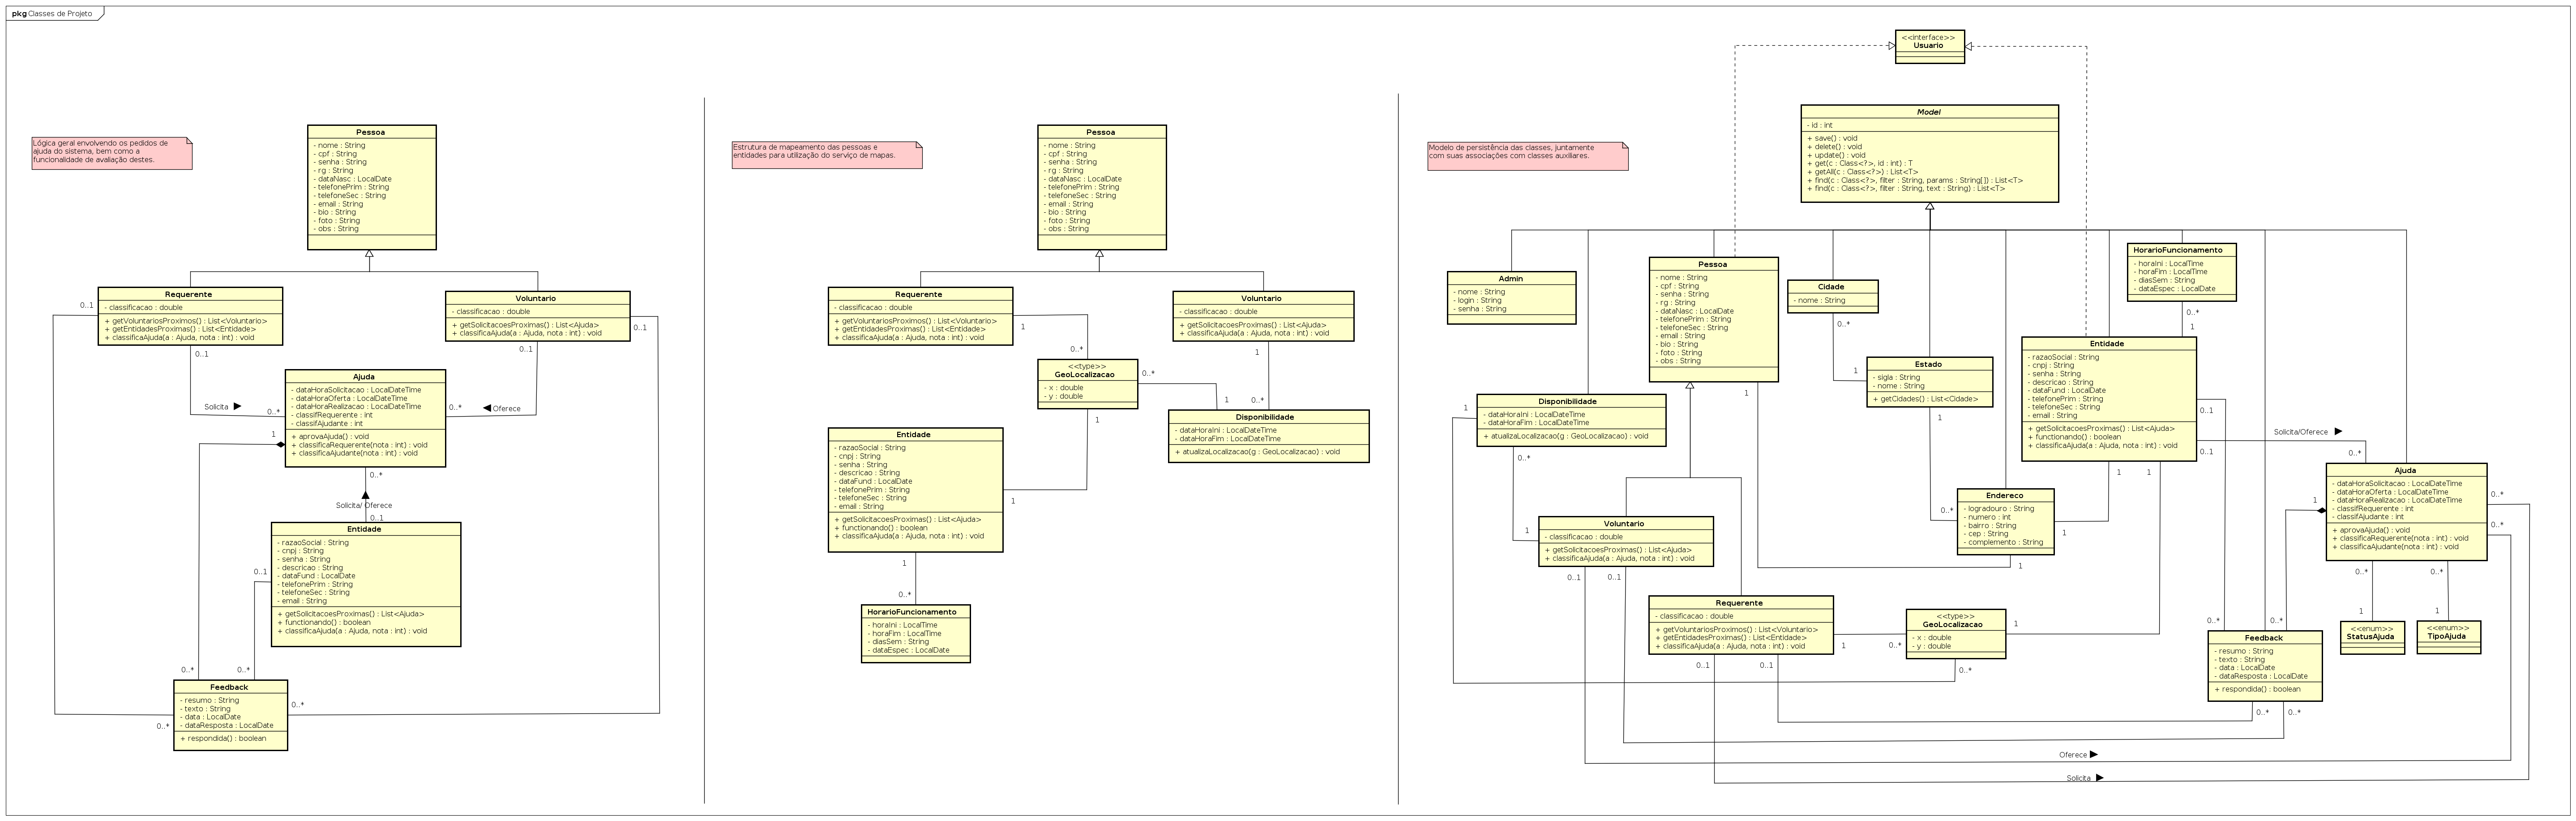 pkg Classes de Projeto
Lógica geral envolvendo os pedidos de
ajuda do sistema, bem como a
funcionalidade de avaliação destes.
Pessoa
- nome : String
- cpf : String
- senha : String
- rg : String
- dataNasc : LocalDate
- telefonePrim : String
- telefoneSec : String
- email : String
- bio : String
- foto : String
- obs : String
Requerente
- classificacao : double
+ getVoluntariosProximos() : List<Voluntario>
+ getEntidadesProximas() : List<Entidade>
+ classificaAjuda(a : Ajuda, nota : int) : void
Voluntario
- classificacao : double
+ getSolicitacoesProximas() : List<Ajuda>
+ classificaAjuda(a : Ajuda, nota : int) : void
0..1
0..1
0..1
0..1
Ajuda
- dataHoraSolicitacao : LocalDateTime
- dataHoraOferta : LocalDateTime
- dataHoraRealizacao : LocalDateTime
- classifRequerente : int
- classifAjudante : int
+ aprovaAjuda() : void
+ classificaRequerente(nota : int) : void
+ classificaAjudante(nota : int) : void
Solicita
0..*
0..*
Oferece
1
0..*
Solicita/ Oferece
0..1
Entidade
- razaoSocial : String
- cnpj : String
- senha : String
- descricao : String
- dataFund : LocalDate
- telefonePrim : String
- telefoneSec : String
- email : String
+ getSolicitacoesProximas() : List<Ajuda>
+ functionando() : boolean
+ classificaAjuda(a : Ajuda, nota : int) : void
0..1
0..*
0..*
Feedback
- resumo : String
- texto : String
- data : LocalDate
- dataResposta : LocalDate
+ respondida() : boolean
0..*
0..*
Estrutura de mapeamento das pessoas e
entidades para utilização do serviço de mapas.
Pessoa
- nome : String
- cpf : String
- senha : String
- rg : String
- dataNasc : LocalDate
- telefonePrim : String
- telefoneSec : String
- email : String
- bio : String
- foto : String
- obs : String
Requerente
- classificacao : double
+ getVoluntariosProximos() : List<Voluntario>
+ getEntidadesProximas() : List<Entidade>
+ classificaAjuda(a : Ajuda, nota : int) : void
Voluntario
- classificacao : double
+ getSolicitacoesProximas() : List<Ajuda>
+ classificaAjuda(a : Ajuda, nota : int) : void
1
0..*
1
<<type>>
GeoLocalizacao
- x : double
- y : double
0..*
1
0..*
1
Disponibilidade
- dataHoraIni : LocalDateTime
- dataHoraFim : LocalDateTime
+ atualizaLocalizacao(g : GeoLocalizacao) : void
Entidade
- razaoSocial : String
- cnpj : String
- senha : String
- descricao : String
- dataFund : LocalDate
- telefonePrim : String
- telefoneSec : String
- email : String
+ getSolicitacoesProximas() : List<Ajuda>
+ functionando() : boolean
+ classificaAjuda(a : Ajuda, nota : int) : void
1
1
0..*
HorarioFuncionamento
- horaIni : LocalTime
- horaFim : LocalTime
- diasSem : String
- dataEspec : LocalDate
Modelo de persistência das classes, juntamente
com suas associações com classes auxiliares.
<<interface>>
Usuario
Model
- id : int
+ save() : void
+ delete() : void
+ update() : void
+ get(c : Class<?>, id : int) : T
+ getAll(c : Class<?>) : List<T>
+ find(c : Class<?>, filter : String, params : String[]) : List<T>
+ find(c : Class<?>, filter : String, text : String) : List<T>
Admin
- nome : String
- login : String
- senha : String
Pessoa
- nome : String
- cpf : String
- senha : String
- rg : String
- dataNasc : LocalDate
- telefonePrim : String
- telefoneSec : String
- email : String
- bio : String
- foto : String
- obs : String
1
Cidade
- nome : String
0..*
1
Estado
- sigla : String
- nome : String
+ getCidades() : List<Cidade>
1
HorarioFuncionamento
- horaIni : LocalTime
- horaFim : LocalTime
- diasSem : String
- dataEspec : LocalDate
0..*
1
Entidade
- razaoSocial : String
- cnpj : String
- senha : String
- descricao : String
- dataFund : LocalDate
- telefonePrim : String
- telefoneSec : String
- email : String
+ getSolicitacoesProximas() : List<Ajuda>
+ functionando() : boolean
+ classificaAjuda(a : Ajuda, nota : int) : void
0..1
0..1
1
1
Solicita/Oferece
0..*
Disponibilidade
- dataHoraIni : LocalDateTime
- dataHoraFim : LocalDateTime
+ atualizaLocalizacao(g : GeoLocalizacao) : void
1
0..*
1
Voluntario
- classificacao : double
+ getSolicitacoesProximas() : List<Ajuda>
+ classificaAjuda(a : Ajuda, nota : int) : void
0..1
0..1
Endereco
- logradouro : String
- numero : int
- bairro : String
- cep : String
- complemento : String
0..*
1
1
Ajuda
- dataHoraSolicitacao : LocalDateTime
- dataHoraOferta : LocalDateTime
- dataHoraRealizacao : LocalDateTime
- classifRequerente : int
- classifAjudante : int
+ aprovaAjuda() : void
+ classificaRequerente(nota : int) : void
+ classificaAjudante(nota : int) : void
1
0..*
0..*
0..*
0..*
1
1
<<enum>>
StatusAjuda
<<enum>>
TipoAjuda
Requerente
- classificacao : double
+ getVoluntariosProximos() : List<Voluntario>
+ getEntidadesProximas() : List<Entidade>
+ classificaAjuda(a : Ajuda, nota : int) : void
0..1
0..1
1
0..*
<<type>>
GeoLocalizacao
- x : double
- y : double
1
0..*
0..*
0..*
Feedback
- resumo : String
- texto : String
- data : LocalDate
- dataResposta : LocalDate
+ respondida() : boolean
0..*
0..*
Oferece
Solicita